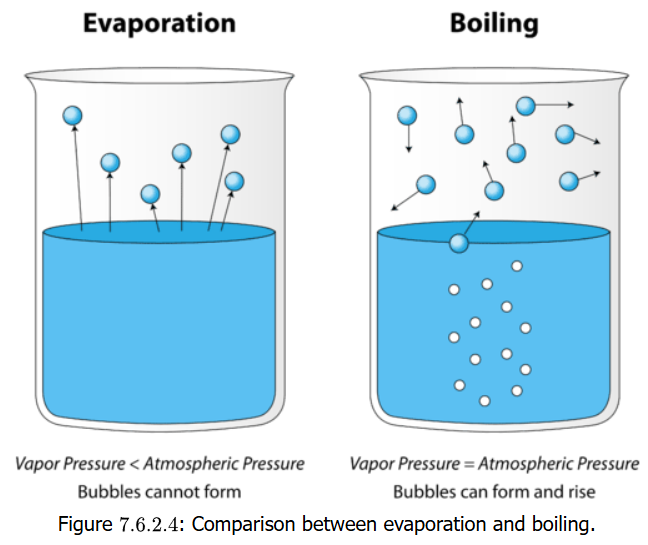 Evaporation
Boiling
Vapor Pressure < Atmospheric Pressure
Bubbles cannot form
Vapor Pressure = Atmospheric Pressure
Bubbles can form and rise
Figure 7.6.2.4: Comparison between evaporation and boiling.